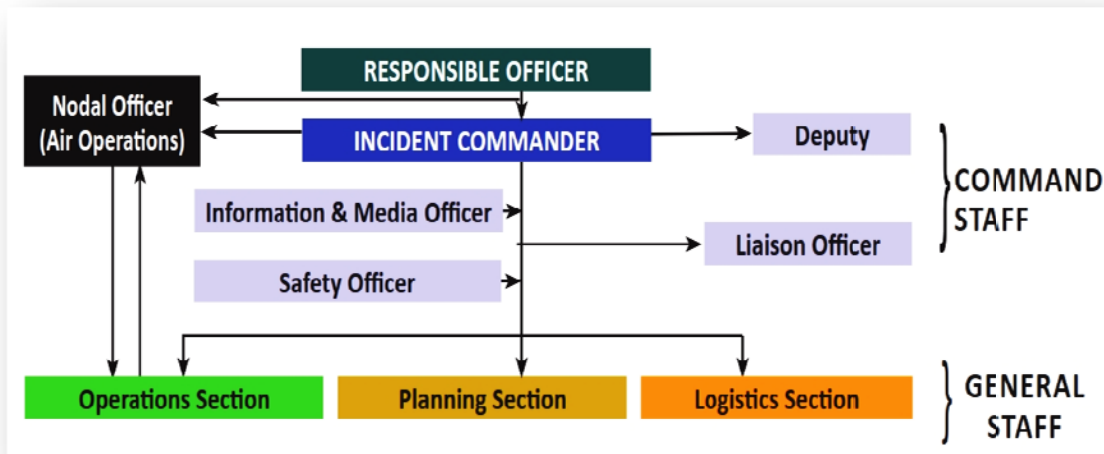 RESPONSIBLE OFFICER
Nodal Officer
(Air Operations)
INCIDENT COMMANDER
Deputy
COMMAND
STAFF
Information & Media Officer
Liaison Officer
Safety Officer
Operations Section
Planning Section
Logistics Section
GENERAL
STAFF